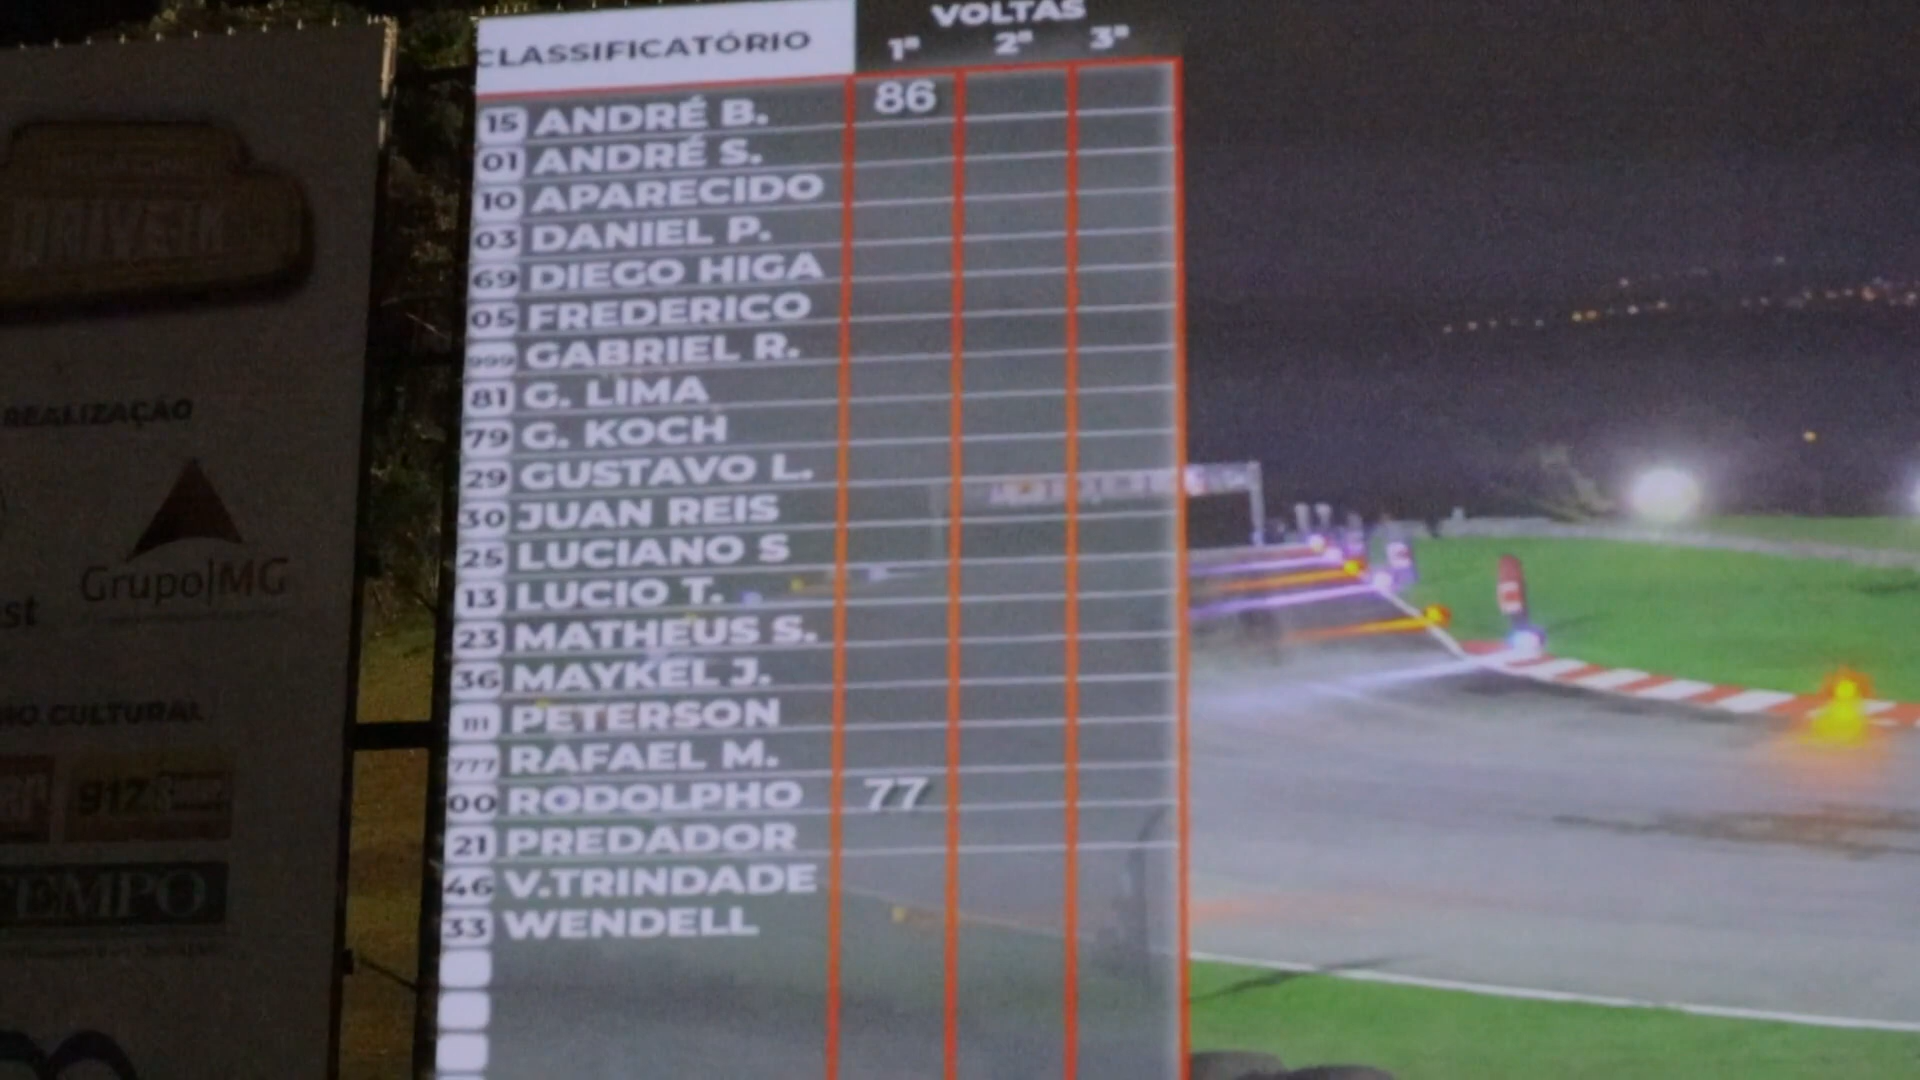 CLASSIFICATÓRIO
VOLTAS
1ª 2ª 3ª
15 ANDRÉ B. 86
01 ANDRÉ S.
10 APARECIDO
03 DANIEL P.
69 DIEGO HIGA
05 FREDERICO
999 GABRIEL R.
81 G. LIMA
79 G. KOCH
29 GUSTAVO L.
30 JUAN REIS
25 LUCIANO S
13 LUCIO T.
23 MATHEUS S.
36 MAYKEL J.
111 PETERSON
777 RAFAEL M.
00 RODOLPHO 77
21 PREDADOR
46 V.TRINDADE
33 WENDELL
DRIVE-IN
REALIZAÇÃO
Grupo|MG
CULTURAL
TEMPO